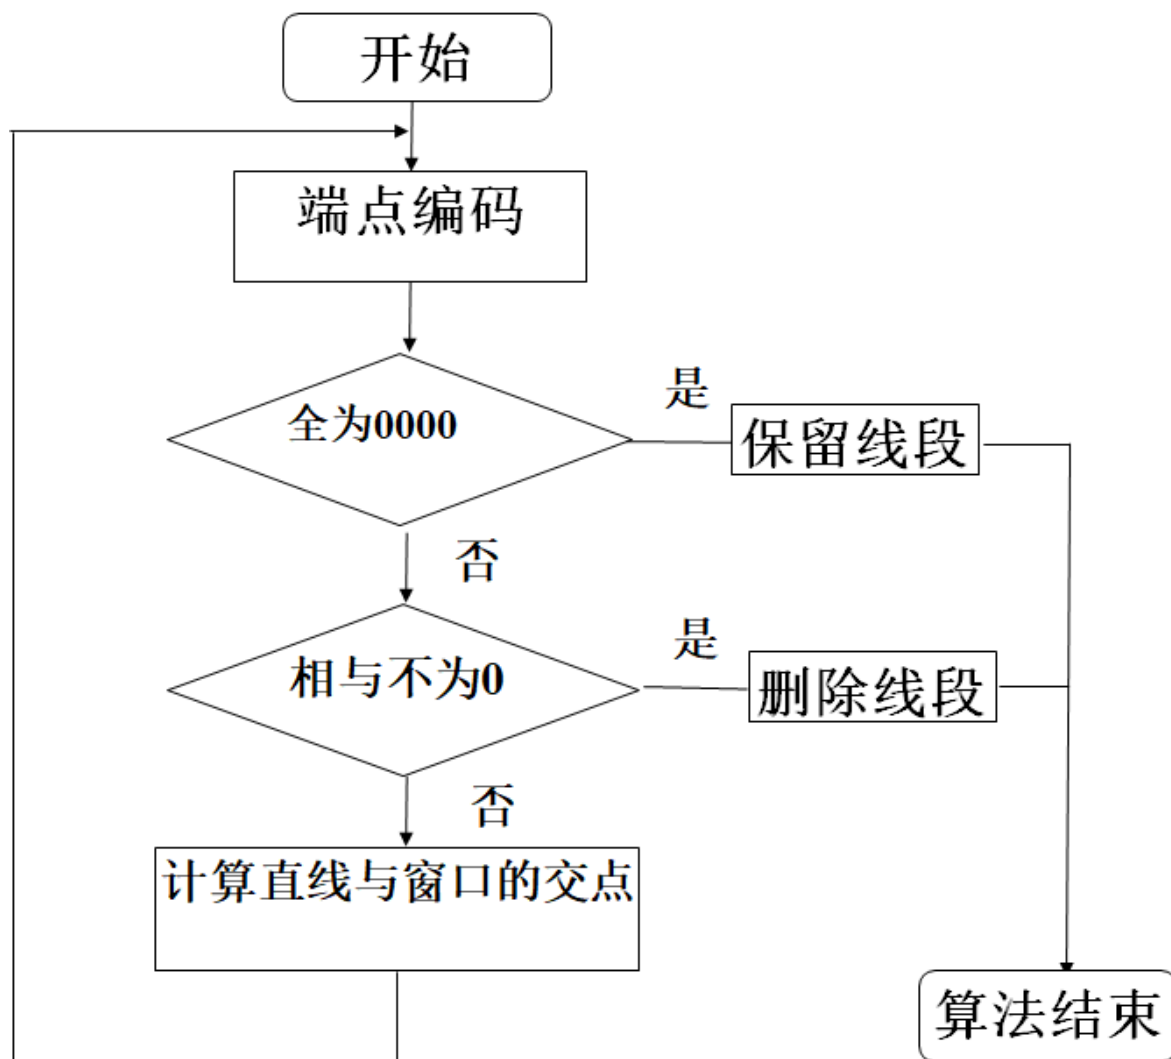 开始
端点编码
全为0000
是
保留线段
否
相与不为0
是
删除线段
否
计算直线与窗口的交点
算法结束